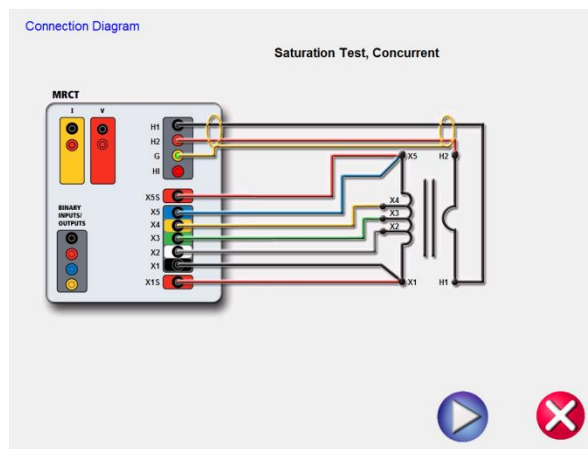 Connection Diagram
Saturation Test, Concurrent
MRCT
I V
H1
H2
G
HI
X5S
X5
X4
X3
X2
X1
X1S
BINARY
INPUTS/
OUTPUTS
X5 H2
X4
X3
X2
X1 H1